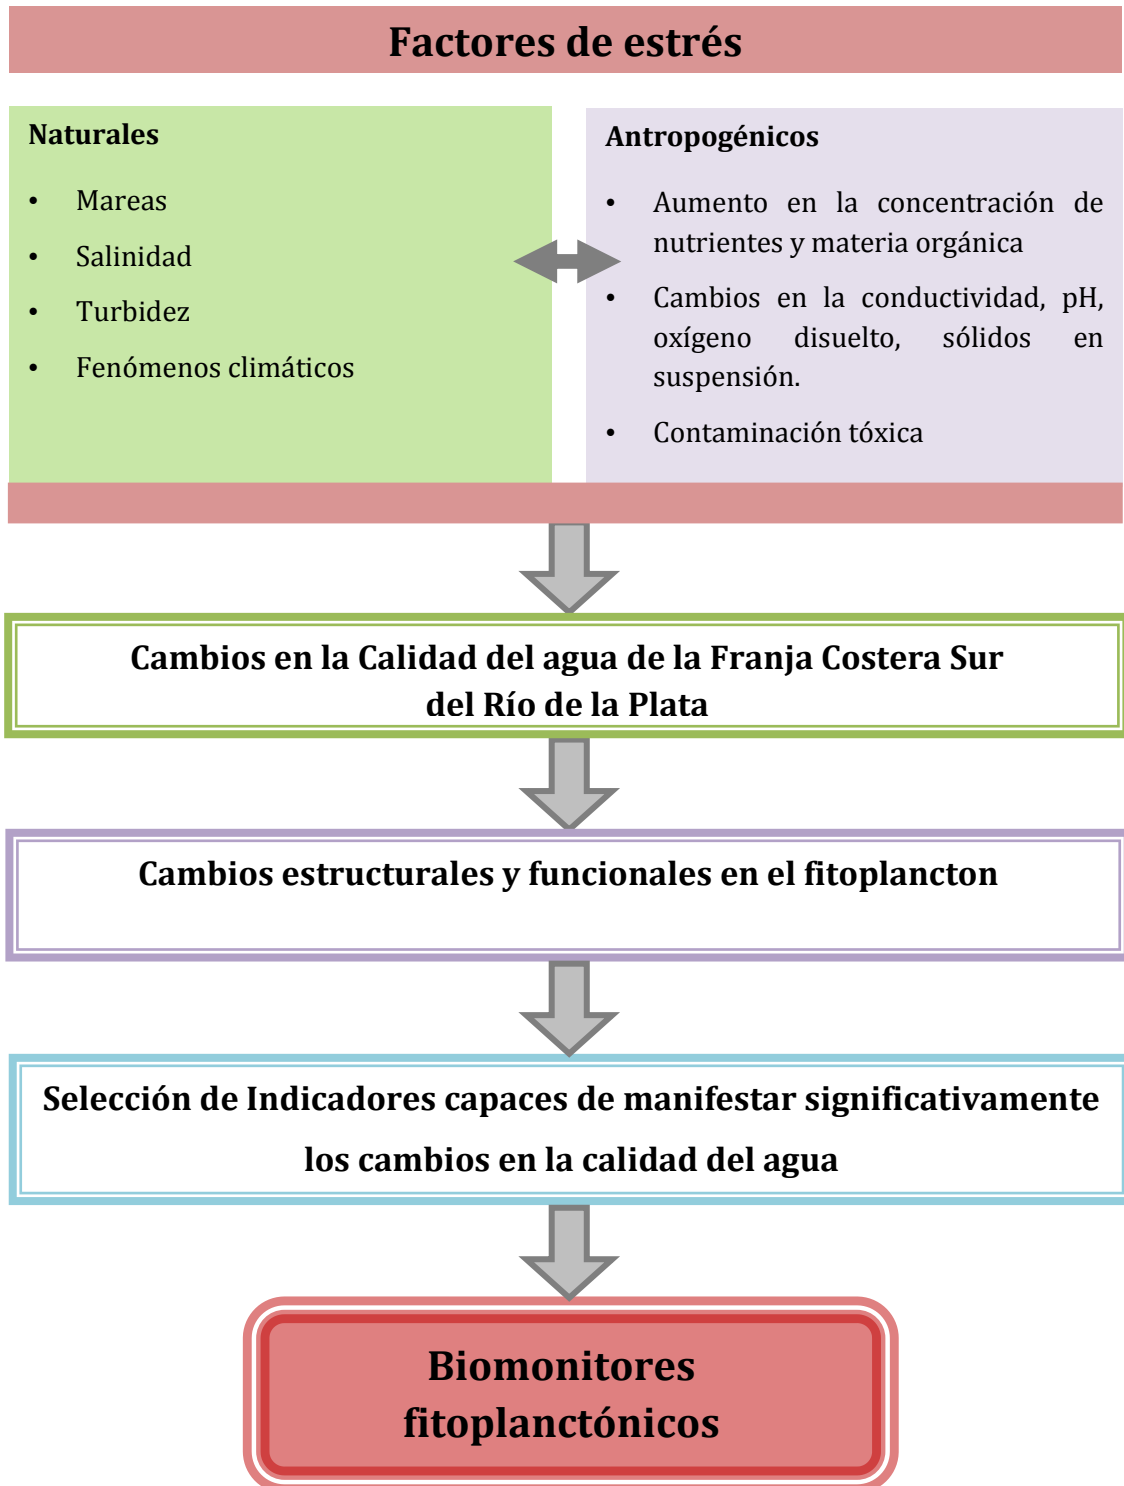 Factores de estrés
Naturales
• Mareas
• Salinidad
• Turbidez
• Fenómenos climáticos
Antropogénicos
• Aumento en la concentración de
nutrientes y materia orgánica
• Cambios en la conductividad, pH,
oxígeno disuelto, sólidos en
suspensión.
• Contaminación tóxica
Cambios en la Calidad del agua de la Franja Costera Sur
del Río de la Plata
Cambios estructurales y funcionales en el fitoplancton
Selección de Indicadores capaces de manifestar significativamente
los cambios en la calidad del agua
Biomonitores
fitoplanctónicos